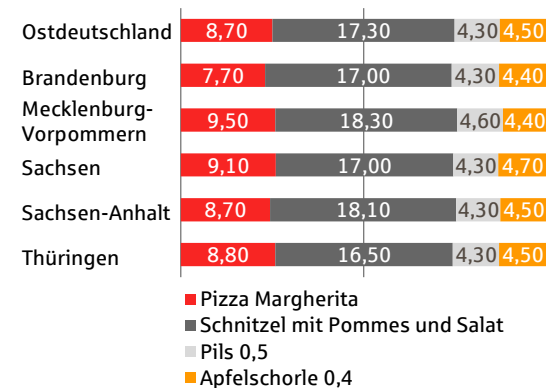 Ostdeutschland 8,70 17,30 4,30 4,50
Brandenburg 7,70 17,00 4,30 4,40
Mecklenburg-
Vorpommern 9,50 18,30 4,60 4,40
Sachsen 9,10 17,00 4,30 4,70
Sachsen-Anhalt 8,70 18,10 4,30 4,50
Thüringen 8,80 16,50 4,30 4,50
Pizza Margherita
Schnitzel mit Pommes und Salat
Pils 0,5
Apfelschorle 0,4